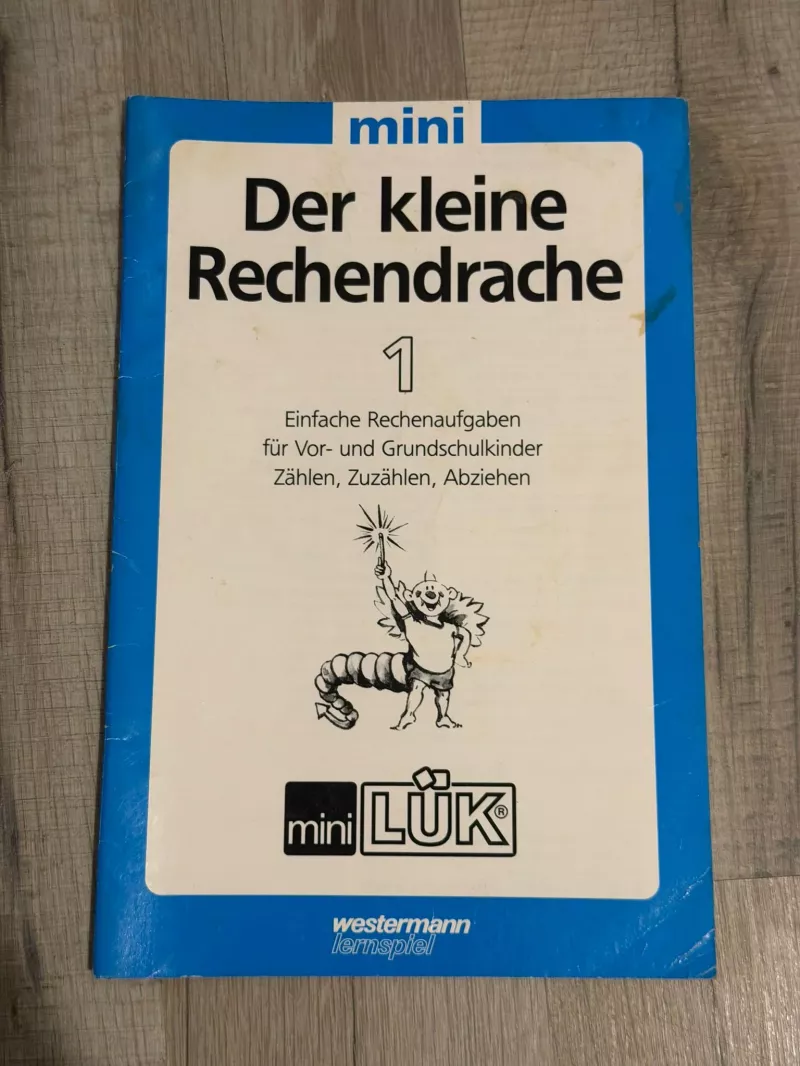 mini
Der kleine
Rechendrache
1
Einfache Rechenaufgaben
für Vor- und Grundschulkinder
Zählen, Zuzählen, Abziehen
mini LÜK®
westermann
lernspiel